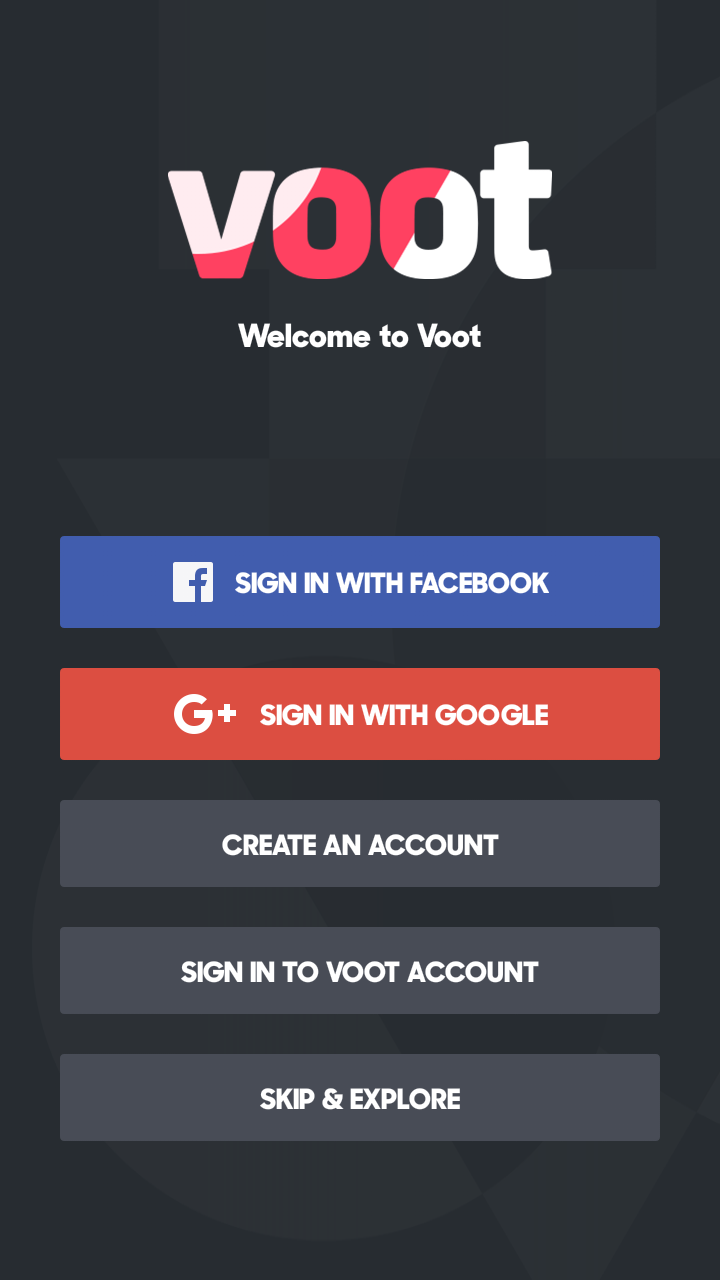 voot
Welcome to Voot
SIGN IN WITH FACEBOOK
G+ SIGN IN WITH GOOGLE
CREATE AN ACCOUNT
SIGN IN TO VOOT ACCOUNT
SKIP & EXPLORE